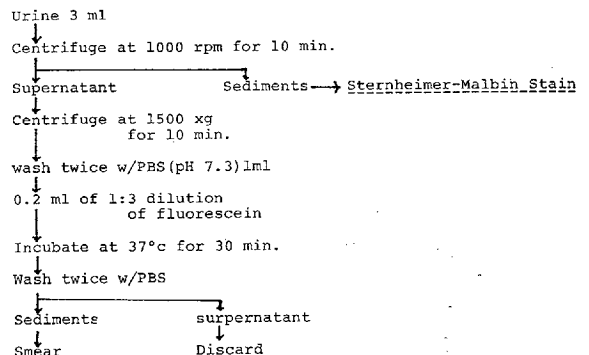 Urine 3 ml
Centrifuge at 1000 rpm for 10 min.
Supernatant Sediments Sternheimer-Malbin Stain
Centrifuge at 1500 xg
for 10 min.
wash twice w/PBS(pH 7.3)1ml
0.2 ml of 1:3 dilution
of fluorescein
Incubate at 37°c for 30 min.
Wash twice w/PBS
Sediments surpernatant
Smear Discard